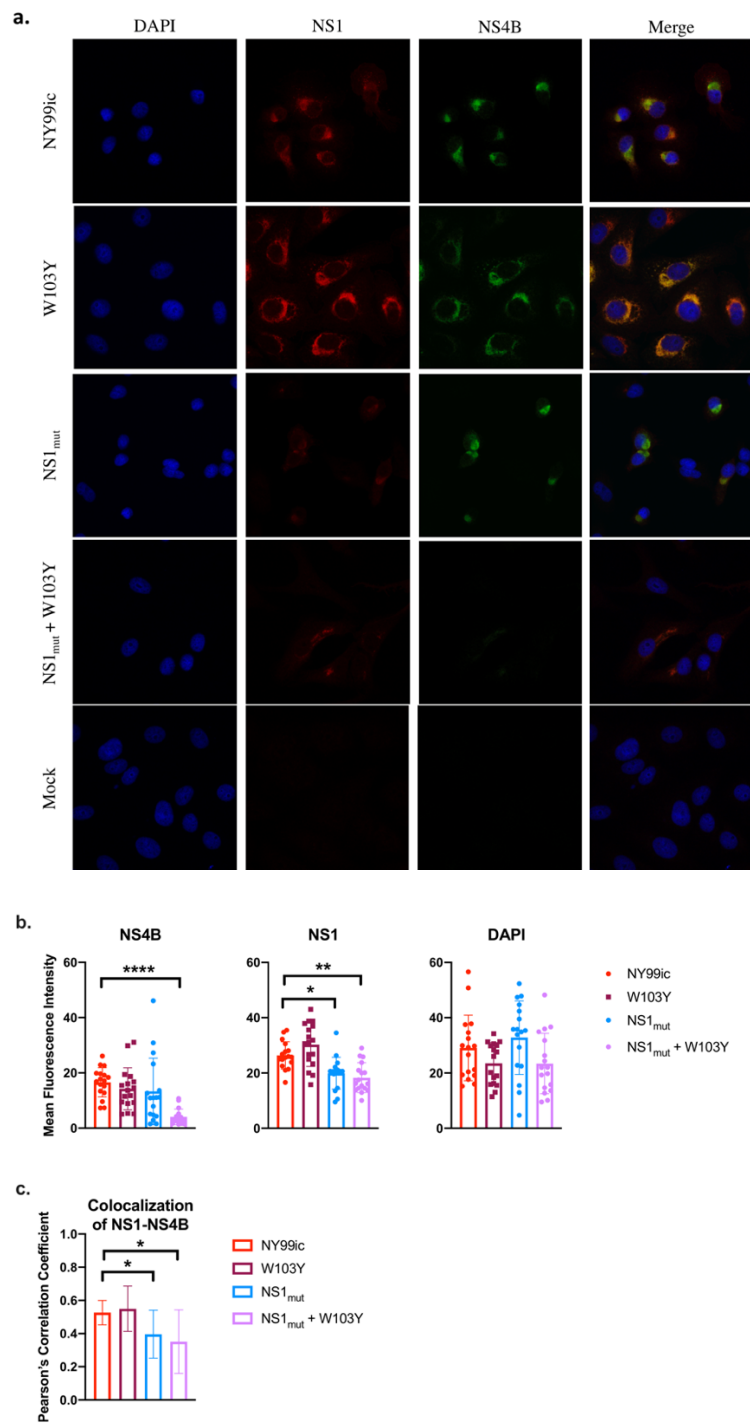 a.
DAPI NS1 NS4B Merge
NY99ic
W103Y
NS1mut
NS1mut + W103Y
Mock
b.
NS4B NS1 DAPI
Mean Fluorescence Intensity
60 40 20 0
****
60 40 20 0
**
*
60 40 20 0
NY99ic
W103Y
NS1mut
NS1mut + W103Y
c.
Colocalization
of NS1-NS4B
Pearson's Correlation Coefficient
1.0
0.8
0.6
0.4
0.2
0.0
*
*
NY99ic
W103Y
NS1mut
NS1mut + W103Y